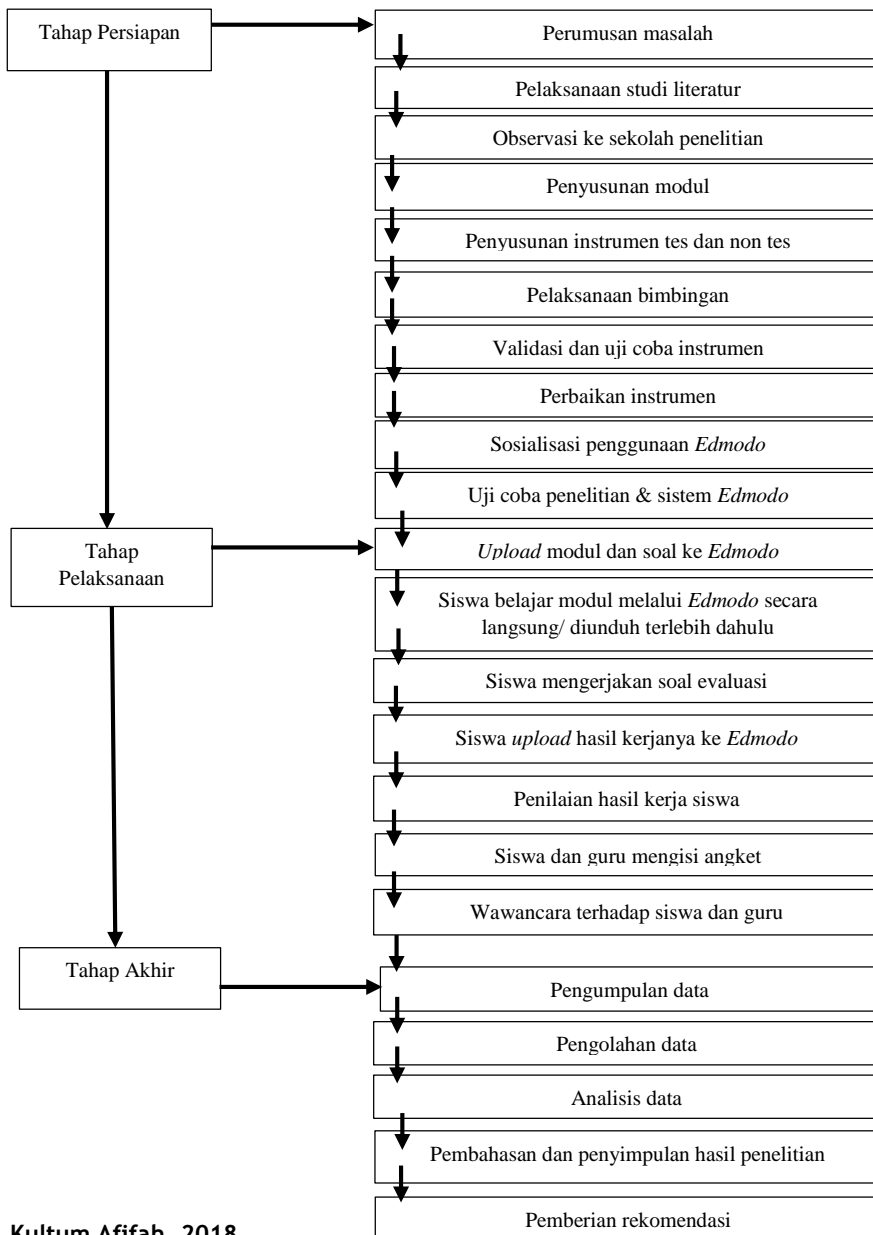 Tahap Persiapan
Perumusan masalah
Pelaksanaan studi literatur
Observasi ke sekolah penelitian
Penyusunan modul
Penyusunan instrumen tes dan non tes
Pelaksanaan bimbingan
Validasi dan uji coba instrumen
Perbaikan instrumen
Sosialisasi penggunaan Edmodo
Uji coba penelitian & sistem Edmodo
Tahap
Pelaksanaan
Upload modul dan soal ke Edmodo
Siswa belajar modul melalui Edmodo secara
langsung/ diunduh terlebih dahulu
Siswa mengerjakan soal evaluasi
Siswa upload hasil kerjanya ke Edmodo
Penilaian hasil kerja siswa
Siswa dan guru mengisi angket
Wawancara terhadap siswa dan guru
Tahap Akhir
Pengumpulan data
Pengolahan data
Analisis data
Pembahasan dan penyimpulan hasil penelitian
Pemberian rekomendasi
Kultum Afifah, 2018